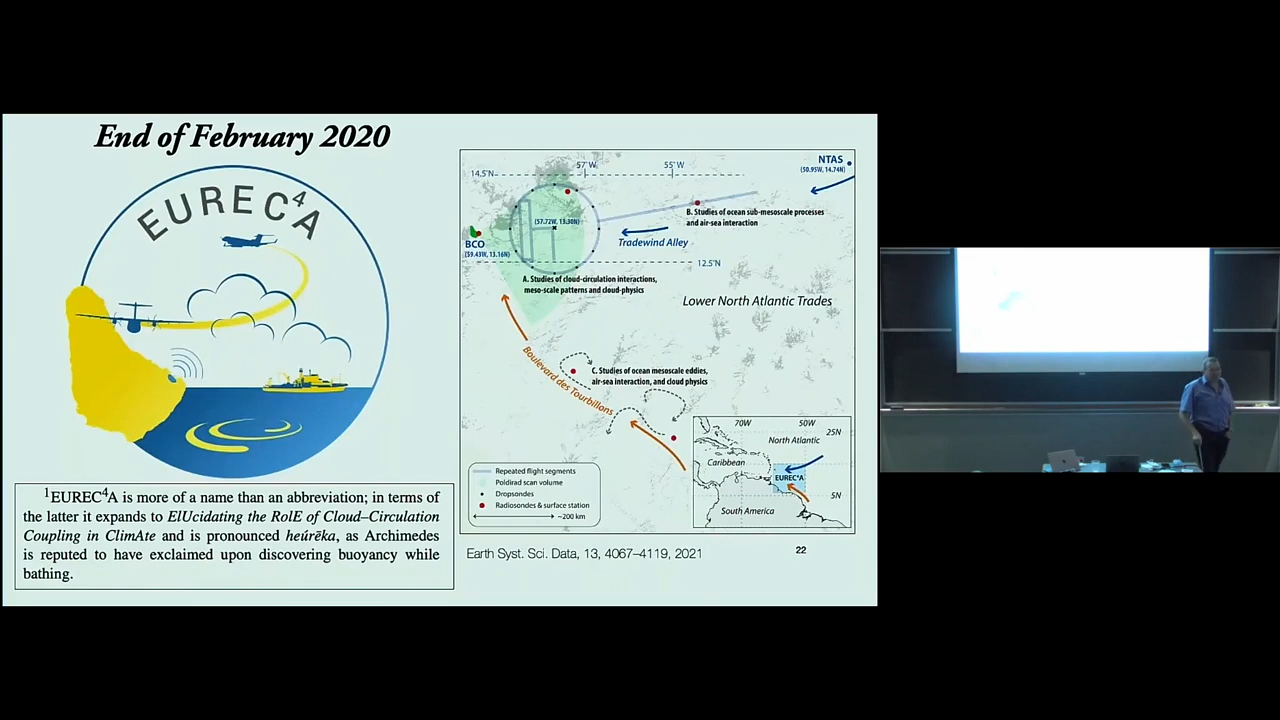 End of February 2020
EUREC⁴A
¹EUREC⁴A is more of a name than an abbreviation; in terms of
the latter it expands to ElUcidating the RolE of Cloud–Circulation
Coupling in ClimAte and is pronounced heúrēka, as Archimedes
is reputed to have exclaimed upon discovering buoyancy while
bathing.
14.5°N
57°W
55°W
NTAS
(50.95W, 14.74N)
B. Studies of ocean sub-mesoscale processes
and air-sea interaction
(57.72W, 13.30N)
Tradewind Alley
BCO
(59.43W, 13.16N)
12.5°N
A. Studies of cloud-circulation interactions,
meso-scale patterns and cloud-physics
Lower North Atlantic Trades
Boulevard des Tourbillons
C. Studies of ocean mesoscale eddies,
air-sea interaction, and cloud physics
Repeated flight segments
Poldirad scan volume
Dropsondes
Radiosondes & surface station
~200 km
70W
50W
25N
North Atlantic
Caribbean
EUREC⁴A
5N
South America
Earth Syst. Sci. Data, 13, 4067–4119, 2021
22